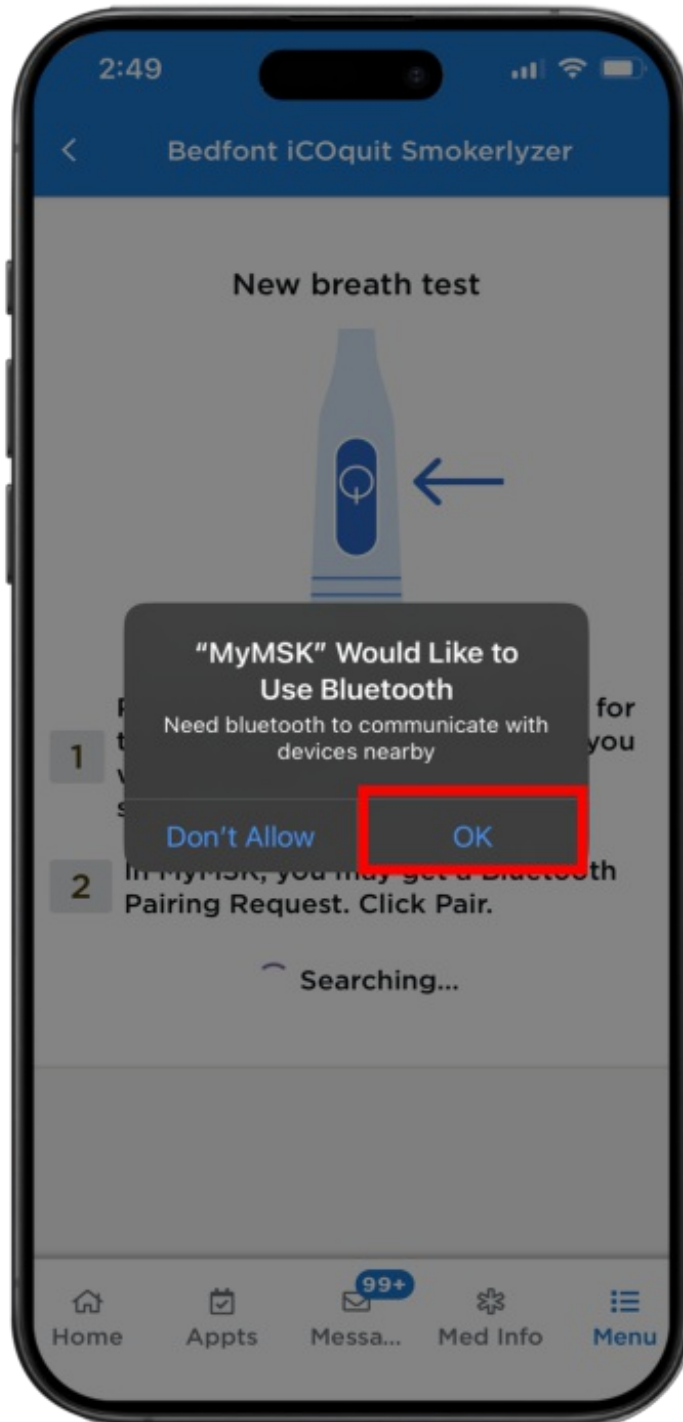 2:49
Bedfont iCOquit Smokerlyzer
New breath test
“MyMSK” Would Like to
Use Bluetooth
Need bluetooth to communicate with
devices nearby
for
1
you
Don't Allow
OK
2
In MyMSK, you may get a Bluetooth
Pairing Request. Click Pair.
Searching...
99+
Home
Appts
Messa...
Med Info
Menu